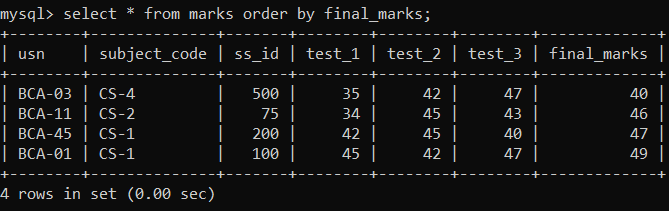 mysql> select * from marks order by final_marks;
+--------+--------------+-------+--------+--------+--------+-------------+
| usn    | subject_code | ss_id | test_1 | test_2 | test_3 | final_marks |
+--------+--------------+-------+--------+--------+--------+-------------+
| BCA-03 | CS-4         |   500 |     35 |     42 |     47 |          40 |
| BCA-11 | CS-2         |    75 |     34 |     45 |     43 |          46 |
| BCA-45 | CS-1         |   200 |     42 |     45 |     40 |          47 |
| BCA-01 | CS-1         |   100 |     45 |     42 |     47 |          49 |
+--------+--------------+-------+--------+--------+--------+-------------+
4 rows in set (0.00 sec)